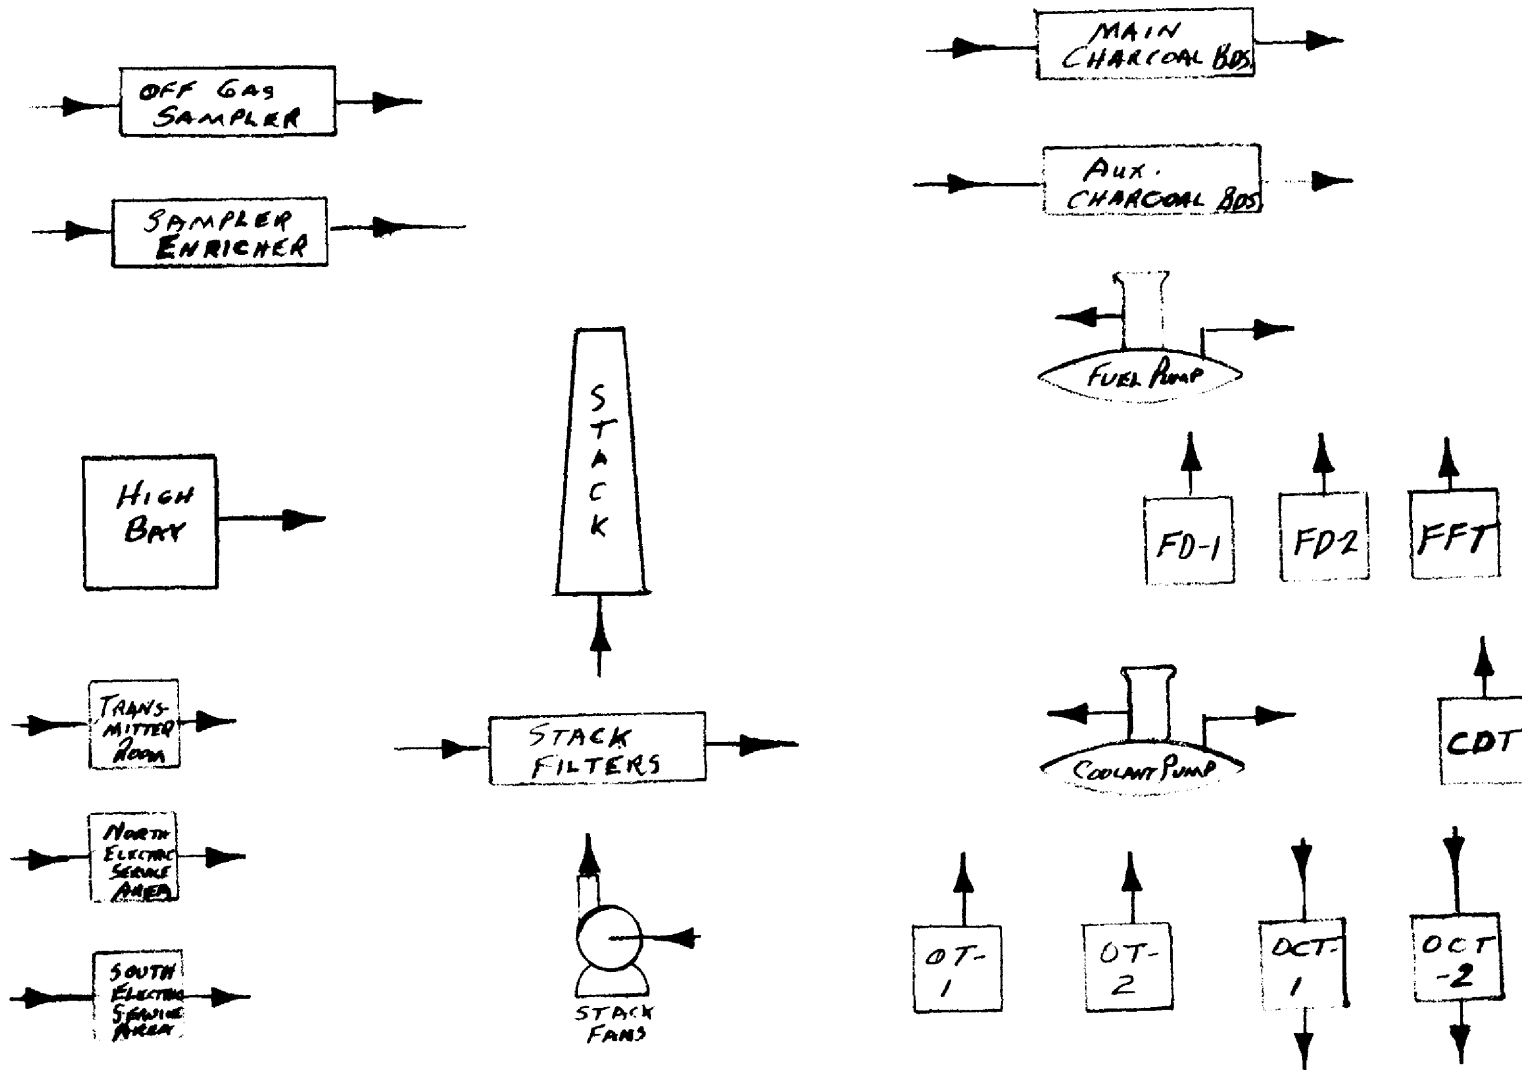 MAIN
CHARCOAL BDS.
OFF GAS
SAMPLER
AUX.
CHARCOAL BDS.
SAMPLER
ENRICHER
FUEL PUMP
STACK
HIGH
BAY
FD-1
FD-2
FFT
TRANS-
MITTER
ROOM
STACK
FILTERS
COOLANT PUMP
CDT
NORTH
ELECTRIC
SERVICE
AREA
OT-
1
OT-
2
OCT-
1
OCT
-2
SOUTH
ELECTRIC
SERVICE
AREA
STACK
FANS